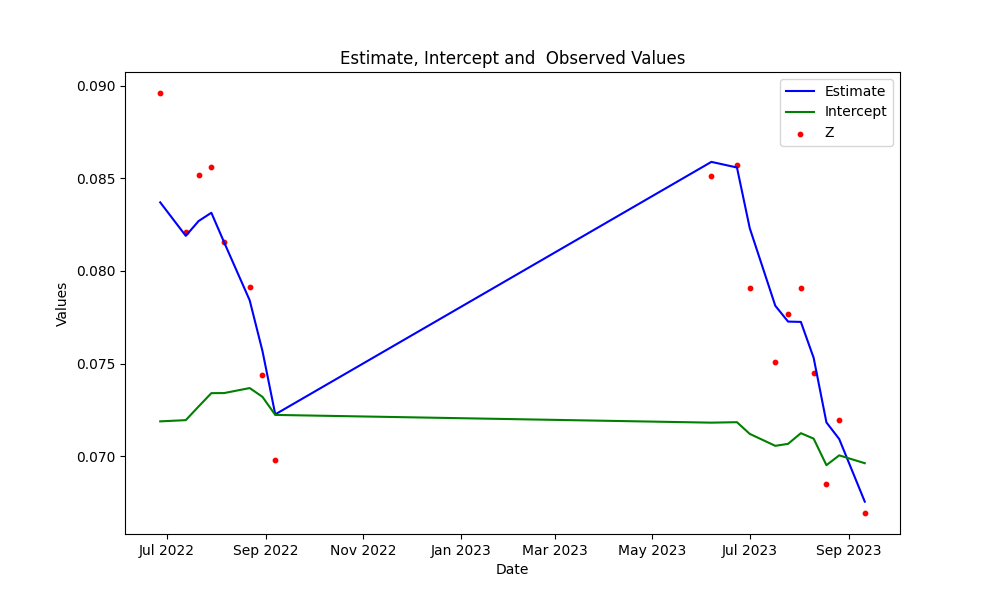 Estimate, Intercept and  Observed Values
Estimate
Intercept
Z
Values
0.090
0.085
0.080
0.075
0.070
Jul 2022
Sep 2022
Nov 2022
Jan 2023
Mar 2023
May 2023
Jul 2023
Sep 2023
Date